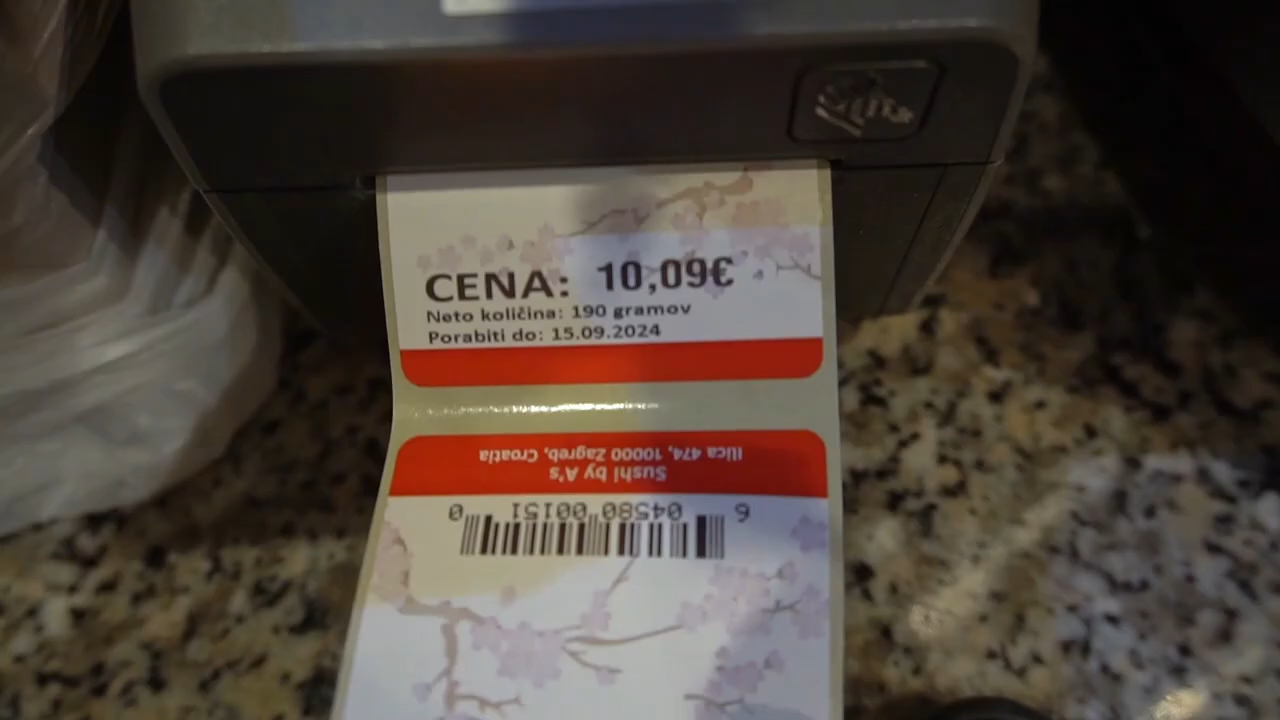 CENA: 10,09€
Neto količina: 190 gramov
Porabiti do: 15.09.2024
Ilica 474, 10000 Zagreb, Croatia
Sushi by A's
6 04580 00151 0